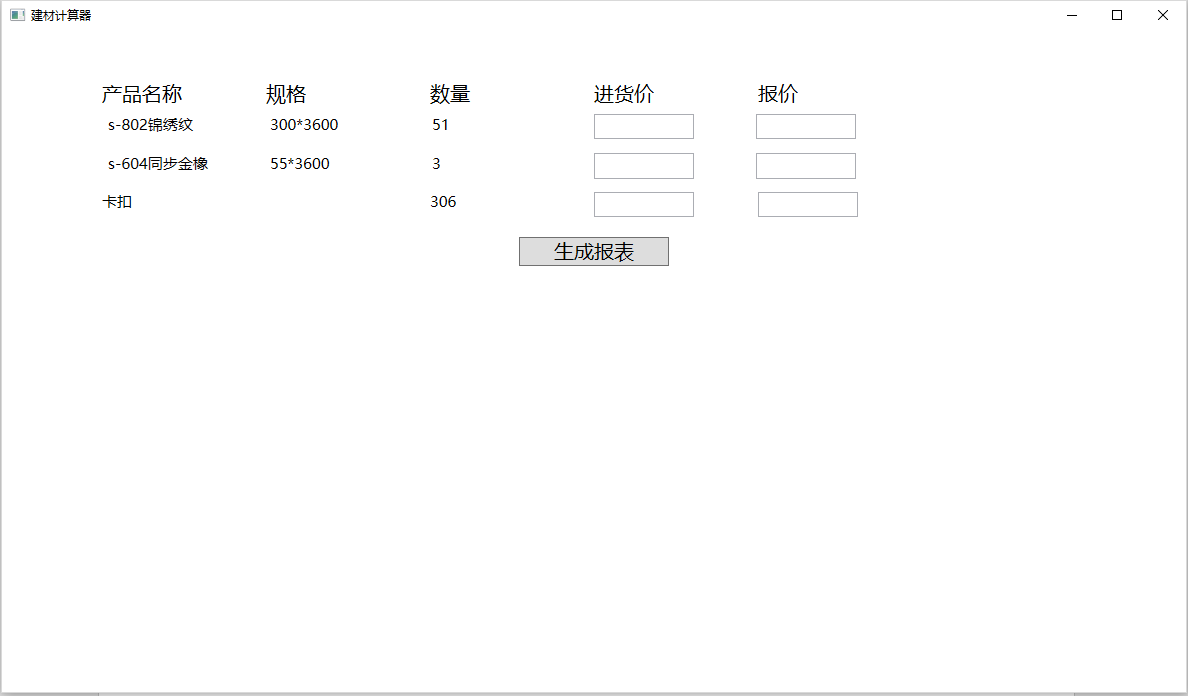 建材计算器
产品名称 规格 数量 进货价 报价
s-802锦绣纹 300*3600 51
s-604同步金橡 55*3600 3
卡扣 306
生成报表